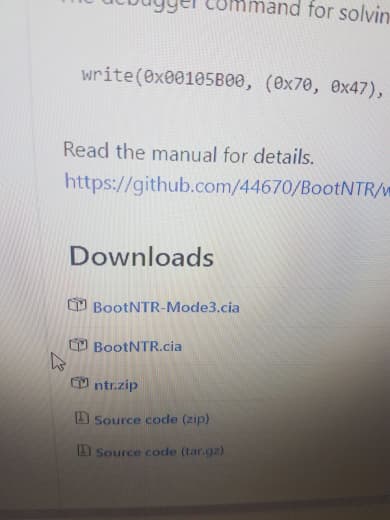 debugger command for solvin
write(0x00105B00, (0x70, 0x47),
Read the manual for details.
https://github.com/44670/BootNTR/w
Downloads
BootNTR-Mode3.cia
BootNTR.cia
ntr.zip
Source code (zip)
Source code (tar.gz)